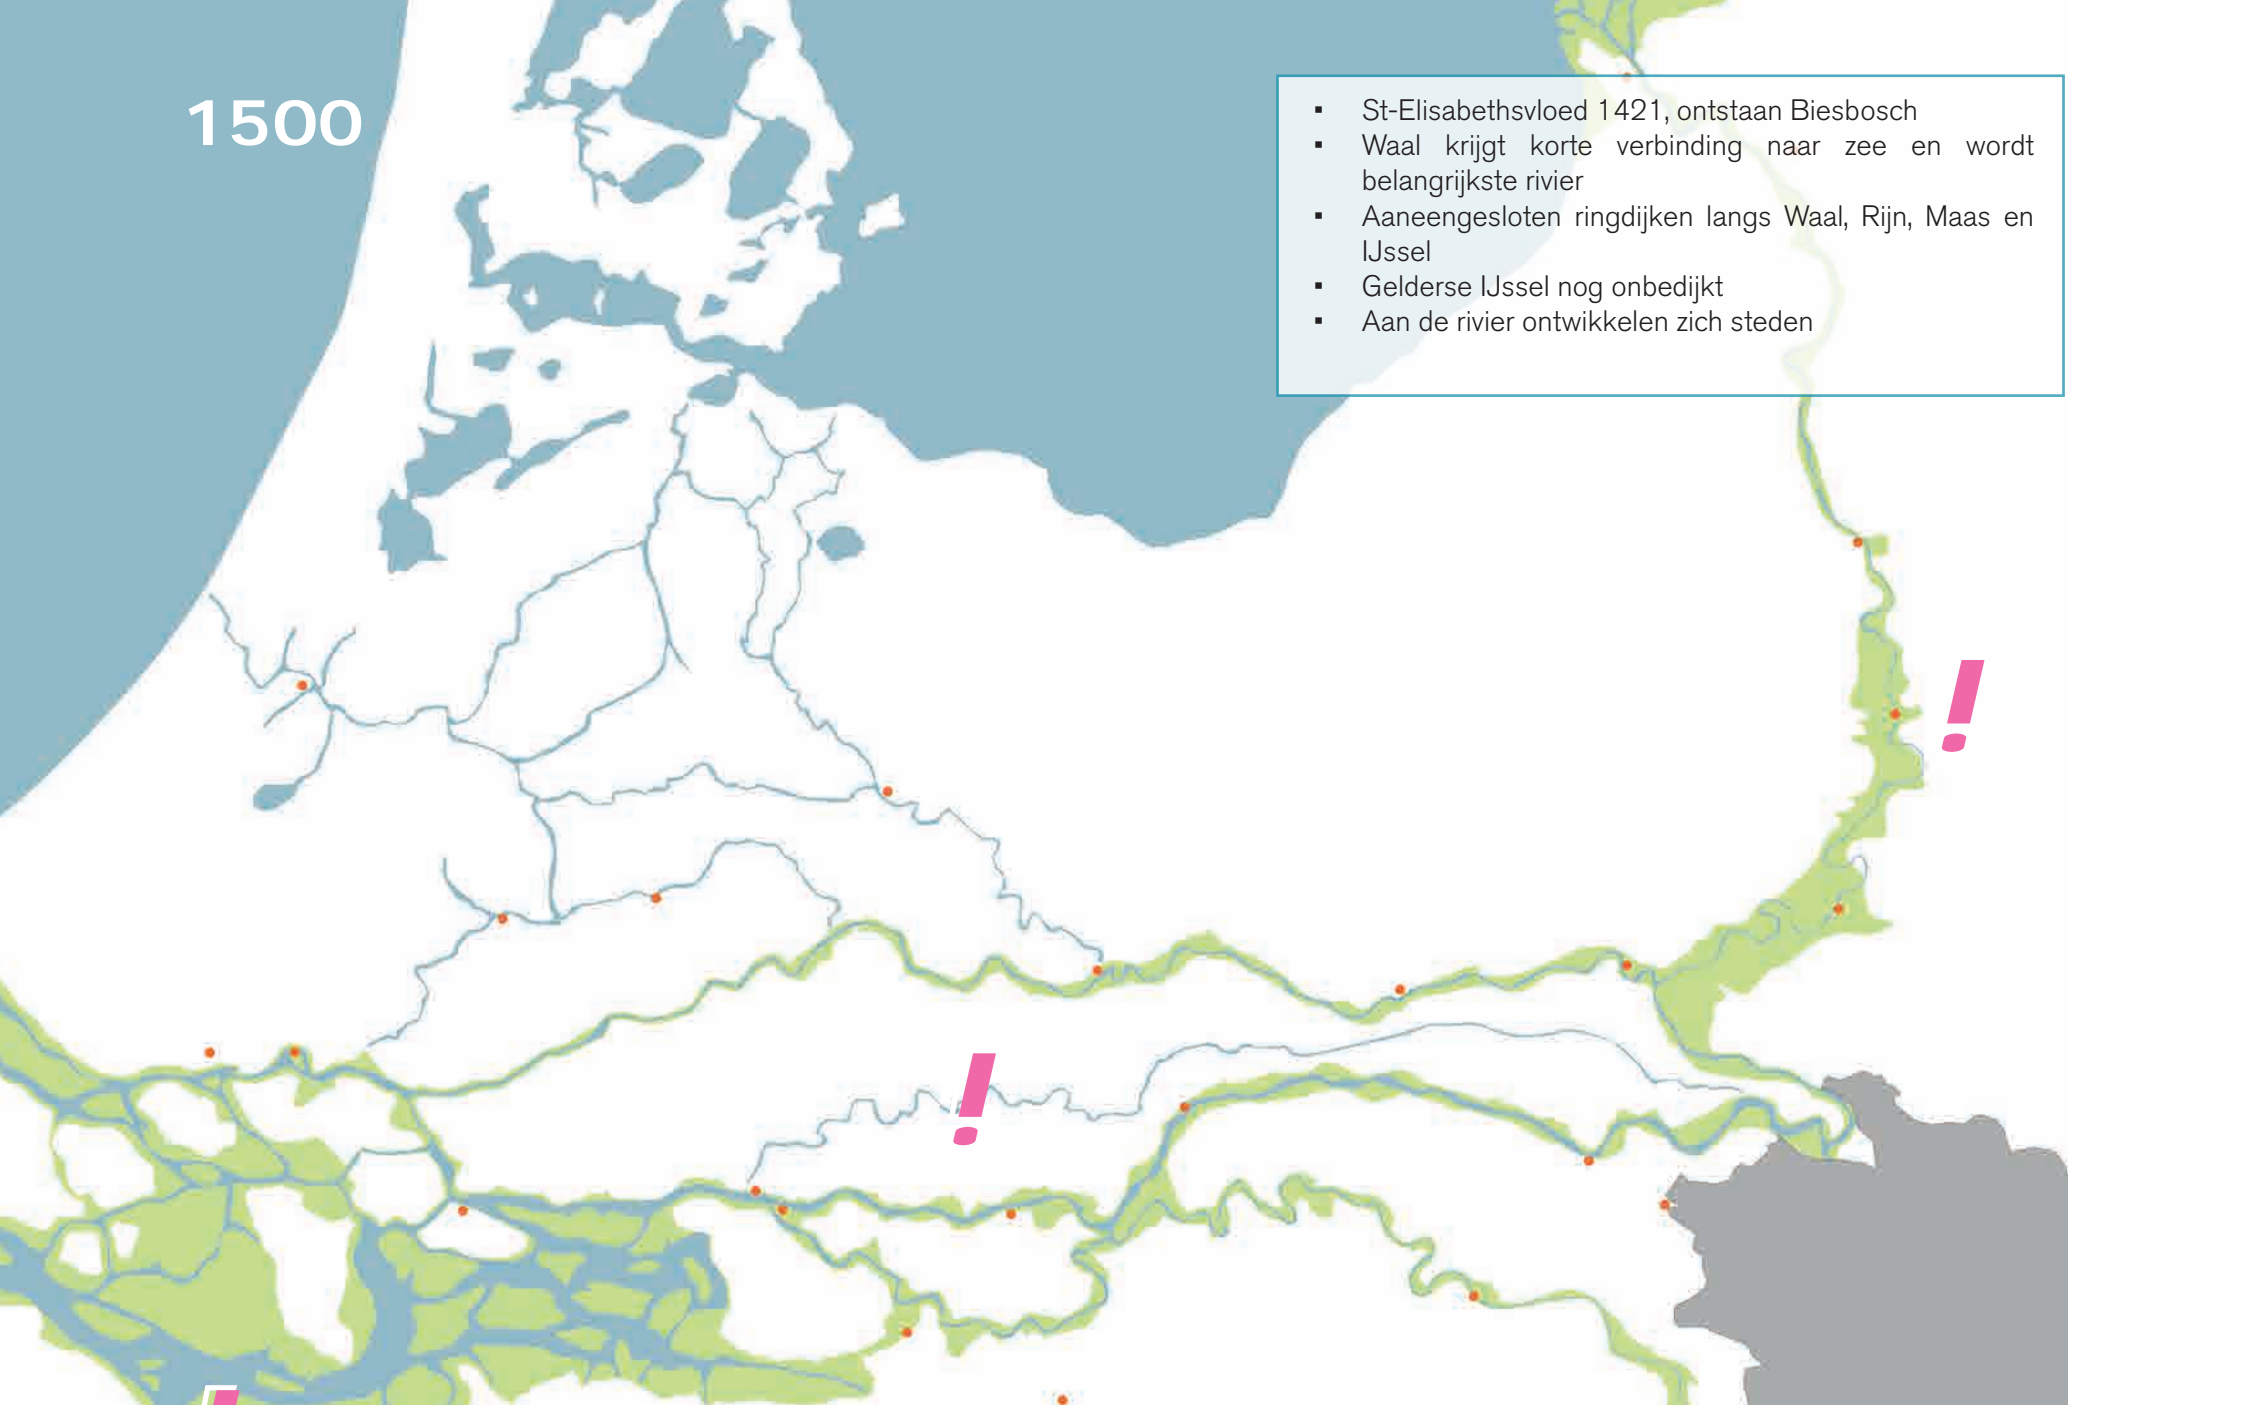 1500
▪ St-Elisabethsvloed 1421, ontstaan Biesbosch
▪ Waal krijgt korte verbinding naar zee en wordt
belangrijkste rivier
▪ Aaneengesloten ringdijken langs Waal, Rijn, Maas en
IJssel
▪ Gelderse IJssel nog onbedijkt
▪ Aan de rivier ontwikkelen zich steden
!
!